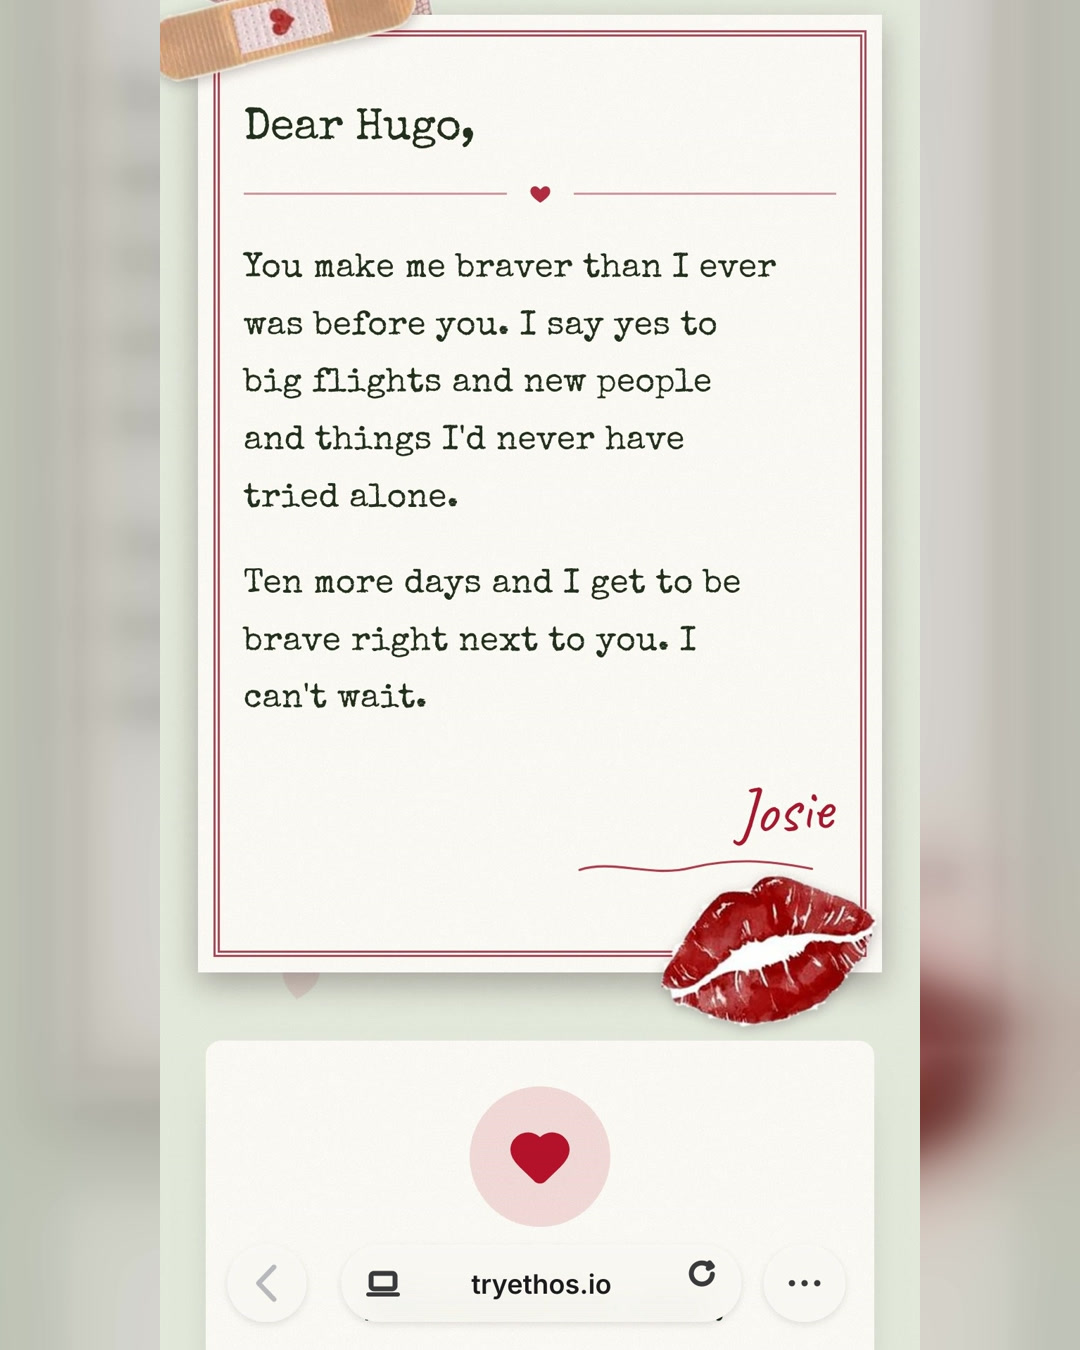 Dear Hugo,
You make me braver than I ever
was before you. I say yes to
big flights and new people
and things I'd never have
tried alone.
Ten more days and I get to be
brave right next to you. I
can't wait.
Josie
tryethos.io